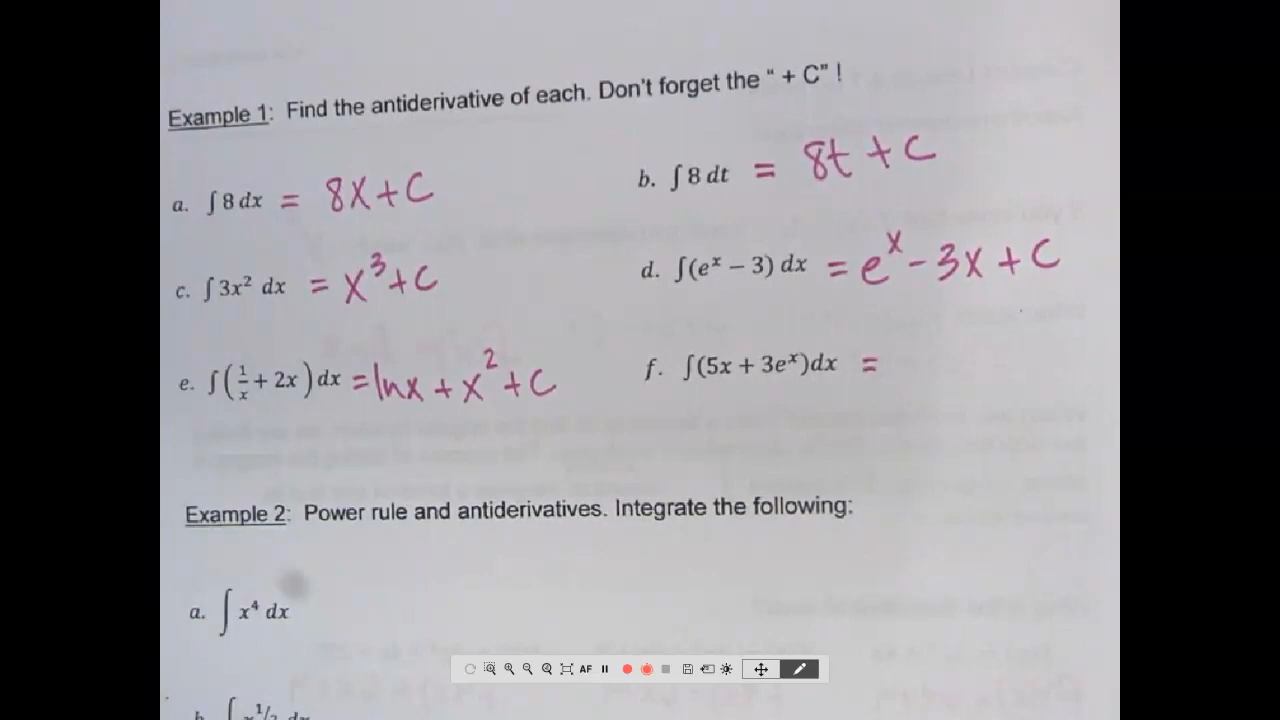 Example 1: Find the antiderivative of each. Don't forget the " + C" !
a. ∫ 8 dx = 8x + C
b. ∫ 8 dt = 8t + C
c. ∫ 3x² dx = x³ + C
d. ∫(eˣ − 3) dx = eˣ − 3x + C
e. ∫(1/x + 2x) dx = ln x + x² + C
f. ∫(5x + 3eˣ)dx =
Example 2: Power rule and antiderivatives. Integrate the following:
a. ∫ x⁴ dx
AF